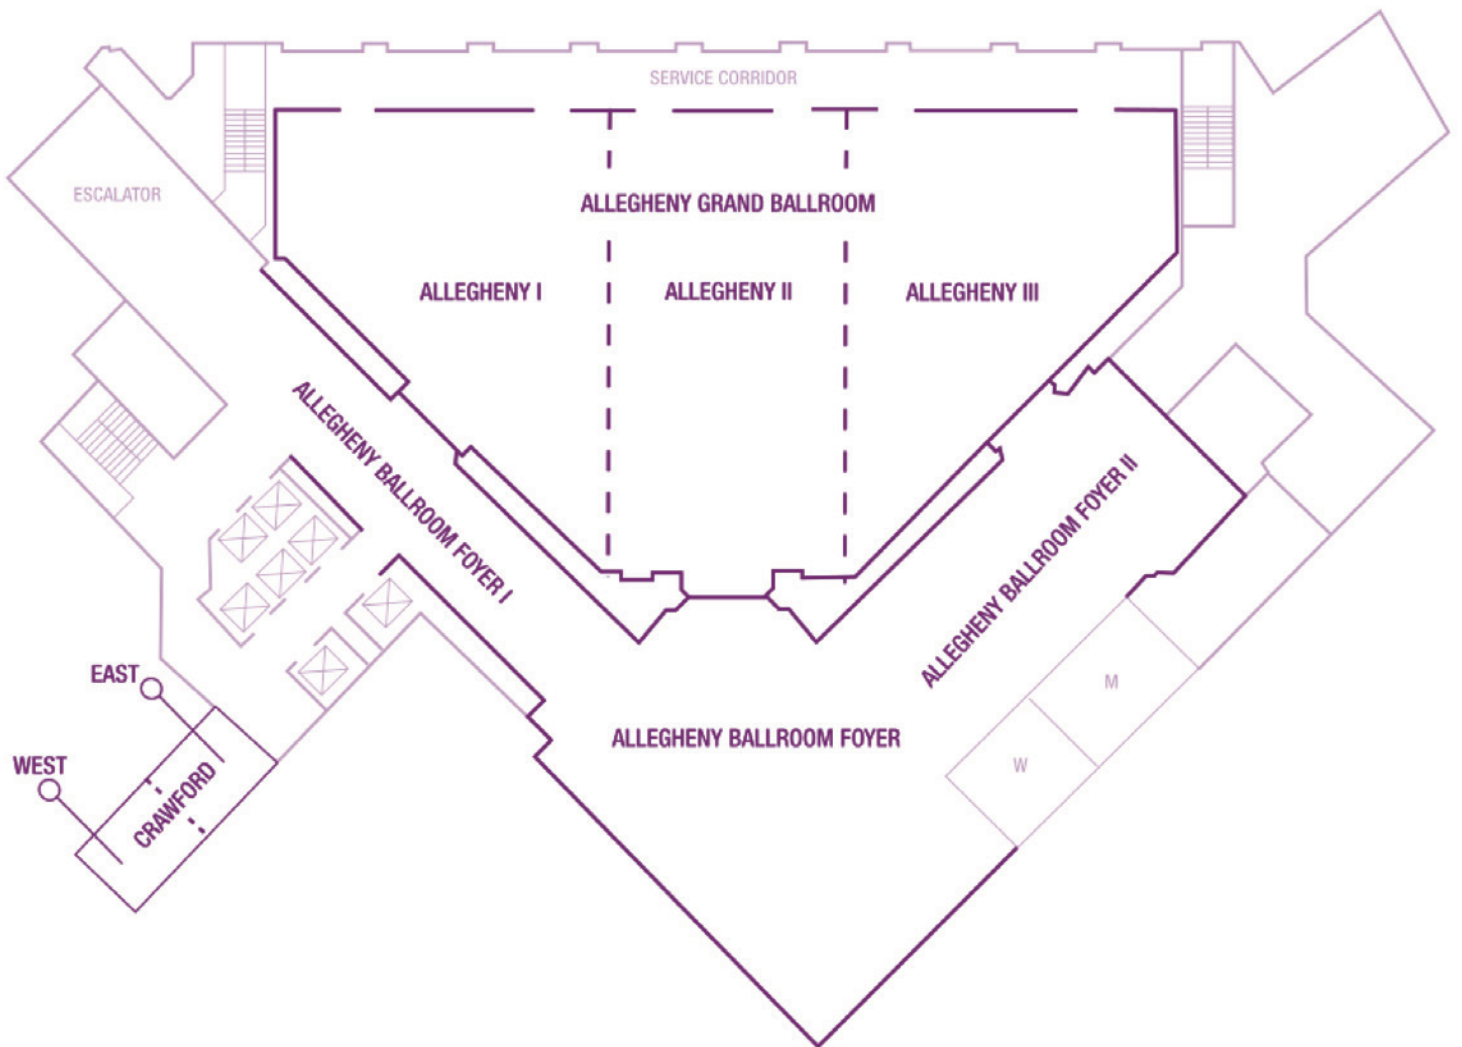 SERVICE CORRIDOR
ESCALATOR
ALLEGHENY GRAND BALLROOM
ALLEGHENY I
ALLEGHENY II
ALLEGHENY III
ALLEGHENY BALLROOM FOYER I
ALLEGHENY BALLROOM FOYER II
EAST
M
ALLEGHENY BALLROOM FOYER
WEST
W
CRAWFORD